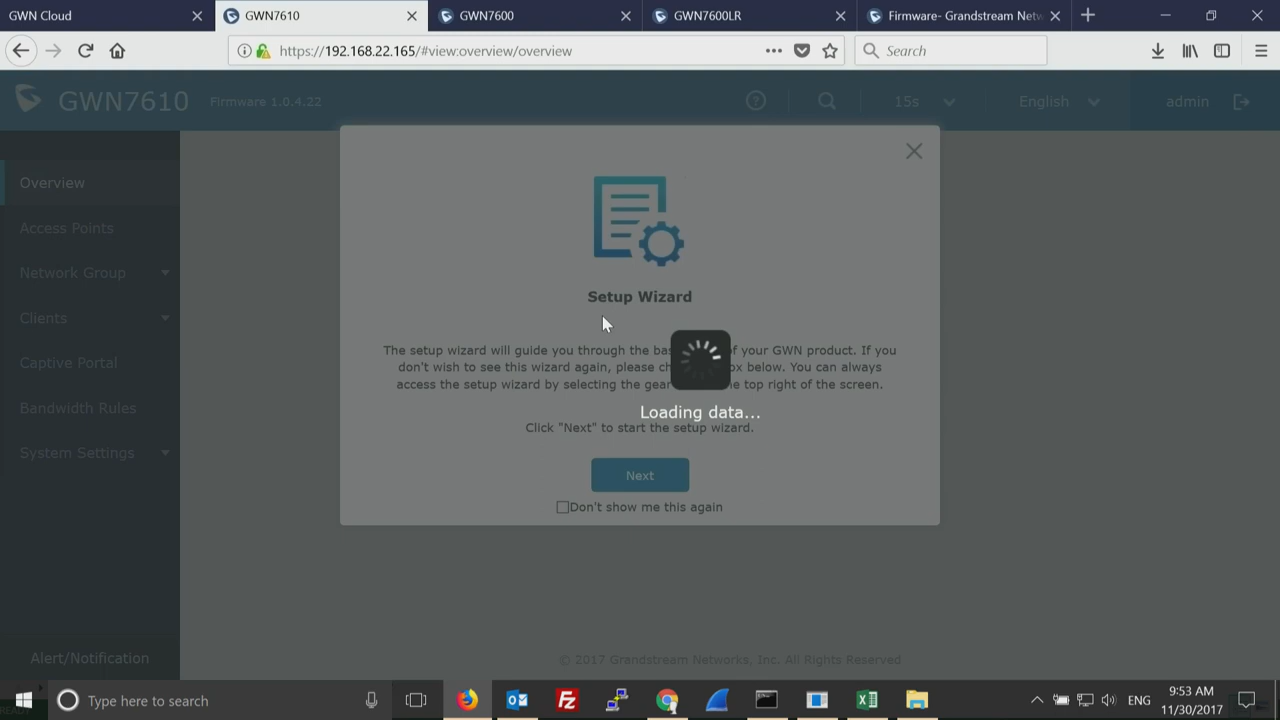 GWN Cloud
GWN7610
GWN7600
GWN7600LR
Firmware- Grandstream Netw
https://192.168.22.165/#view:overview/overview
Search
GWN7610
Firmware 1.0.4.22
15s
English
admin
Overview
Access Points
Network Group
Clients
Captive Portal
Bandwidth Rules
System Settings
Alert/Notification
Setup Wizard
The setup wizard will guide you through the of your GWN product. If you
don't wish to see this wizard again, please below. You can always
access the setup wizard by selecting the gear top right of the screen.
Loading data...
Click "Next" to start the setup wizard.
Next
Don't show me this again
© 2017 Grandstream Networks, Inc. All Rights Reserved
Type here to search
ENG
9:53 AM
11/30/2017